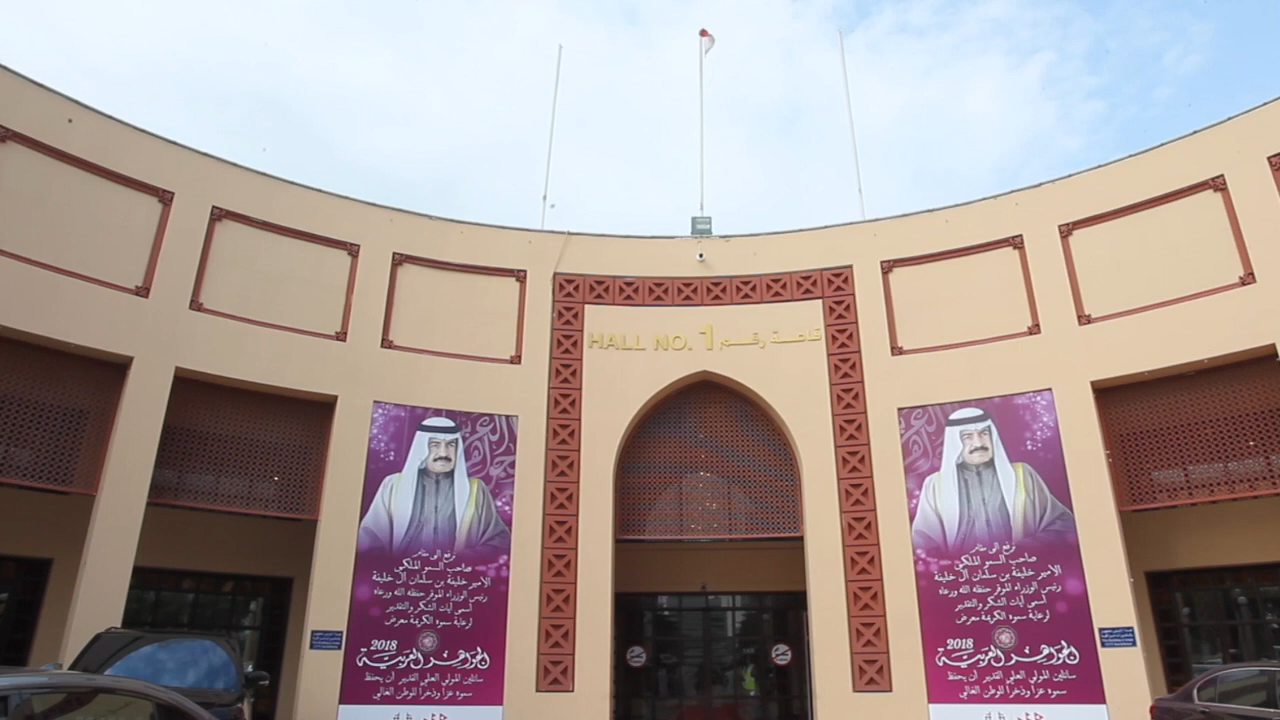 HALL NO. 1 قاعة رقم
نرفع الى مقام
صاحب السمو الملكي
الأمير خليفة بن سلمان آل خليفة
رئيس الوزراء الموقر حفظه الله ورعاه
أسمى آيات الشكر والتقدير
لرعاية سموه الكريمة معرض
2018
الجواهر العربية
سائلين المولى العلي القدير أن يحفظ
سموه عزاً وذخراً للوطن الغالي
نرفع الى مقام
صاحب السمو الملكي
الأمير خليفة بن سلمان آل خليفة
رئيس الوزراء الموقر حفظه الله ورعاه
أسمى آيات الشكر والتقدير
لرعاية سموه الكريمة معرض
2018
الجواهر العربية
سائلين المولى العلي القدير أن يحفظ
سموه عزاً وذخراً للوطن الغالي